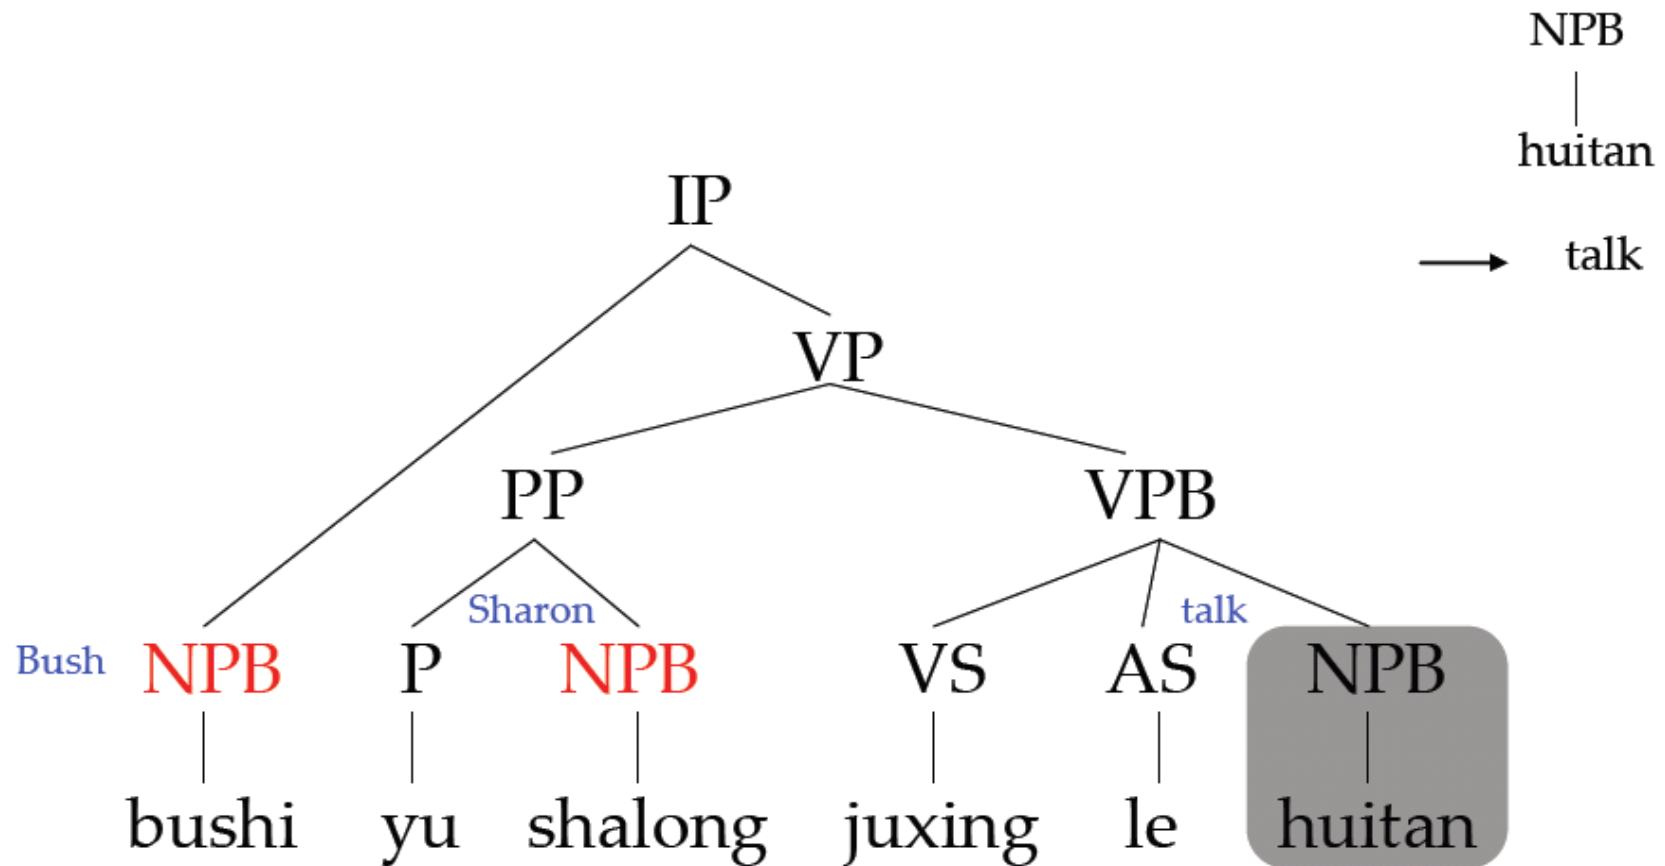 NPB
huitan
IP
talk
VP
PP VPB
Sharon talk
Bush NPB P NPB VS AS NPB
bushi yu shalong juxing le huitan